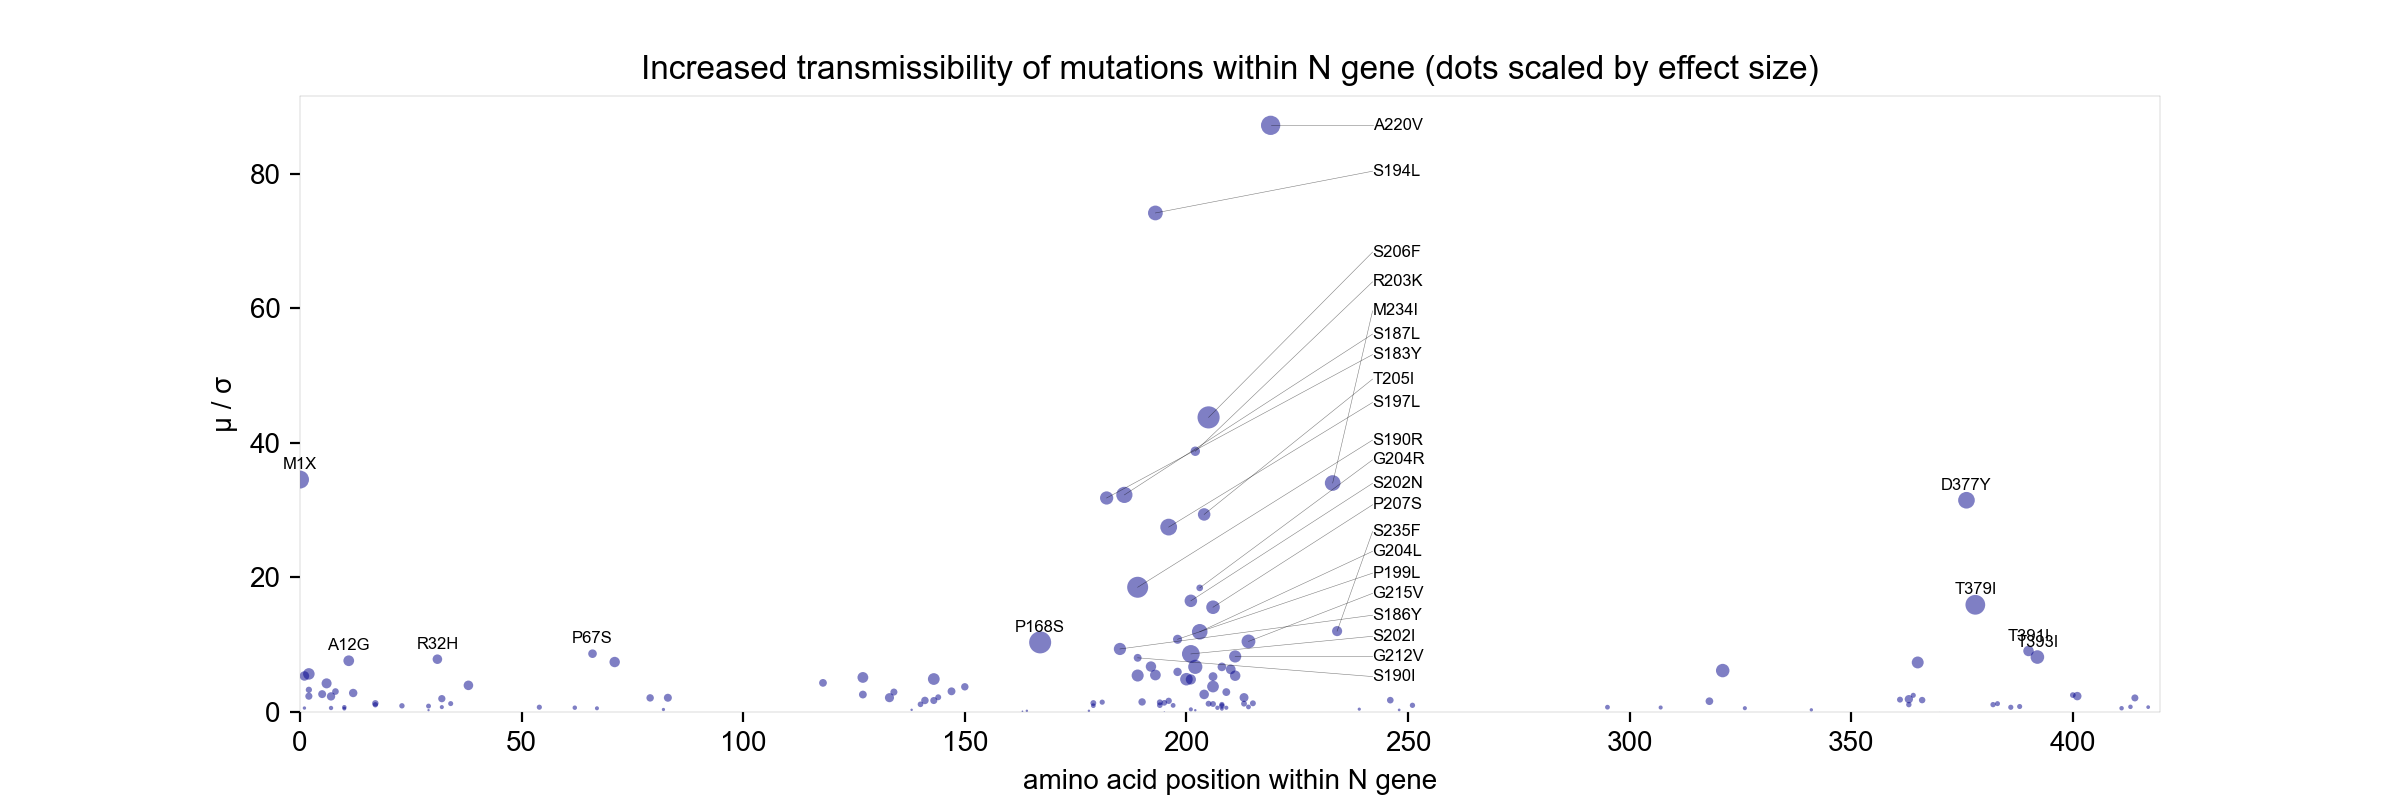 Increased transmissibility of mutations within N gene (dots scaled by effect size)
A220V
80
S194L
S206F
R203K
60
M234I
S187L
S183Y
T205I
S197L
μ / σ
40
S190R
M1X
G204R
D377Y
S202N
P207S
S235F
G204L
20
P199L
T379I
G215V
S186Y
P168S
T391I
S202I
P67S
T393I
A12G
R32H
G212V
S190I
0
0 50 100 150 200 250 300 350 400
amino acid position within N gene